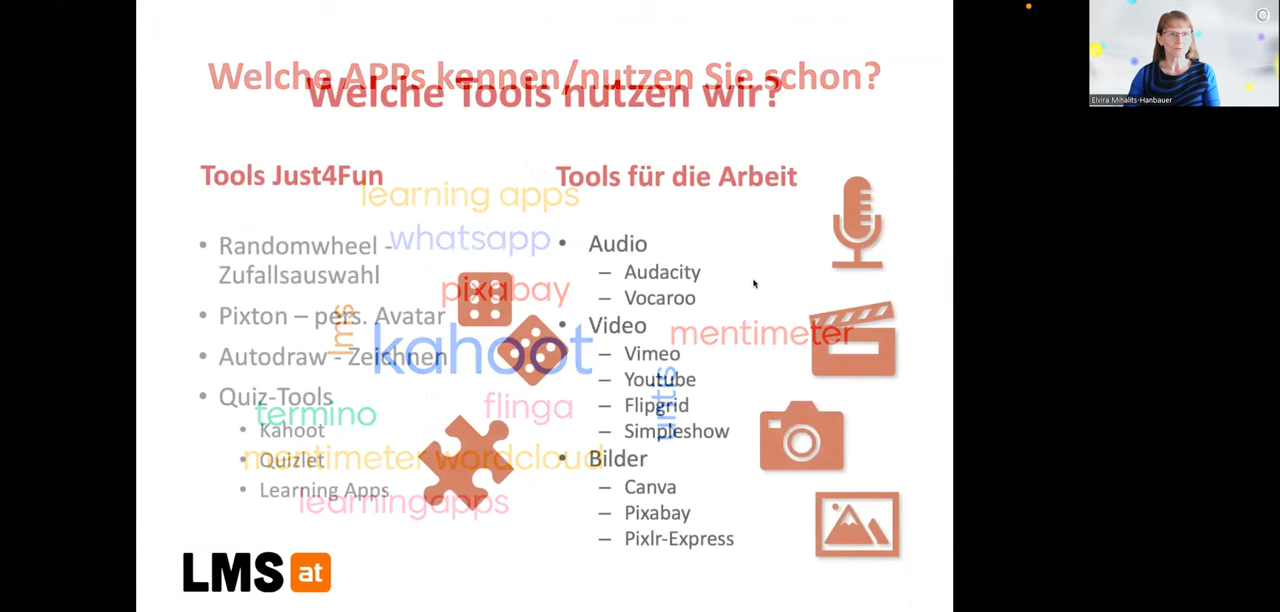 Welche APPs kennen/nutzen Sie schon?
Welche Tools nutzen wir?
Elvira Mihalits-Hanbauer
Tools Just4Fun
learning apps
whatsapp
• Randomwheel -
Zufallsauswahl
pixabay
• Pixton – pers. Avatar
lms
kahoot
• Autodraw - Zeichnen
• Quiz-Tools
termino
flinga
• Kahoot
mentimeter wordcloud
• Quizlet
• Learning Apps
learningapps
Tools für die Arbeit
• Audio
– Audacity
– Vocaroo
• Video
mentimeter
– Vimeo
– Youtube
untis
– Flipgrid
– Simpleshow
• Bilder
– Canva
– Pixabay
– Pixlr-Express
LMS at